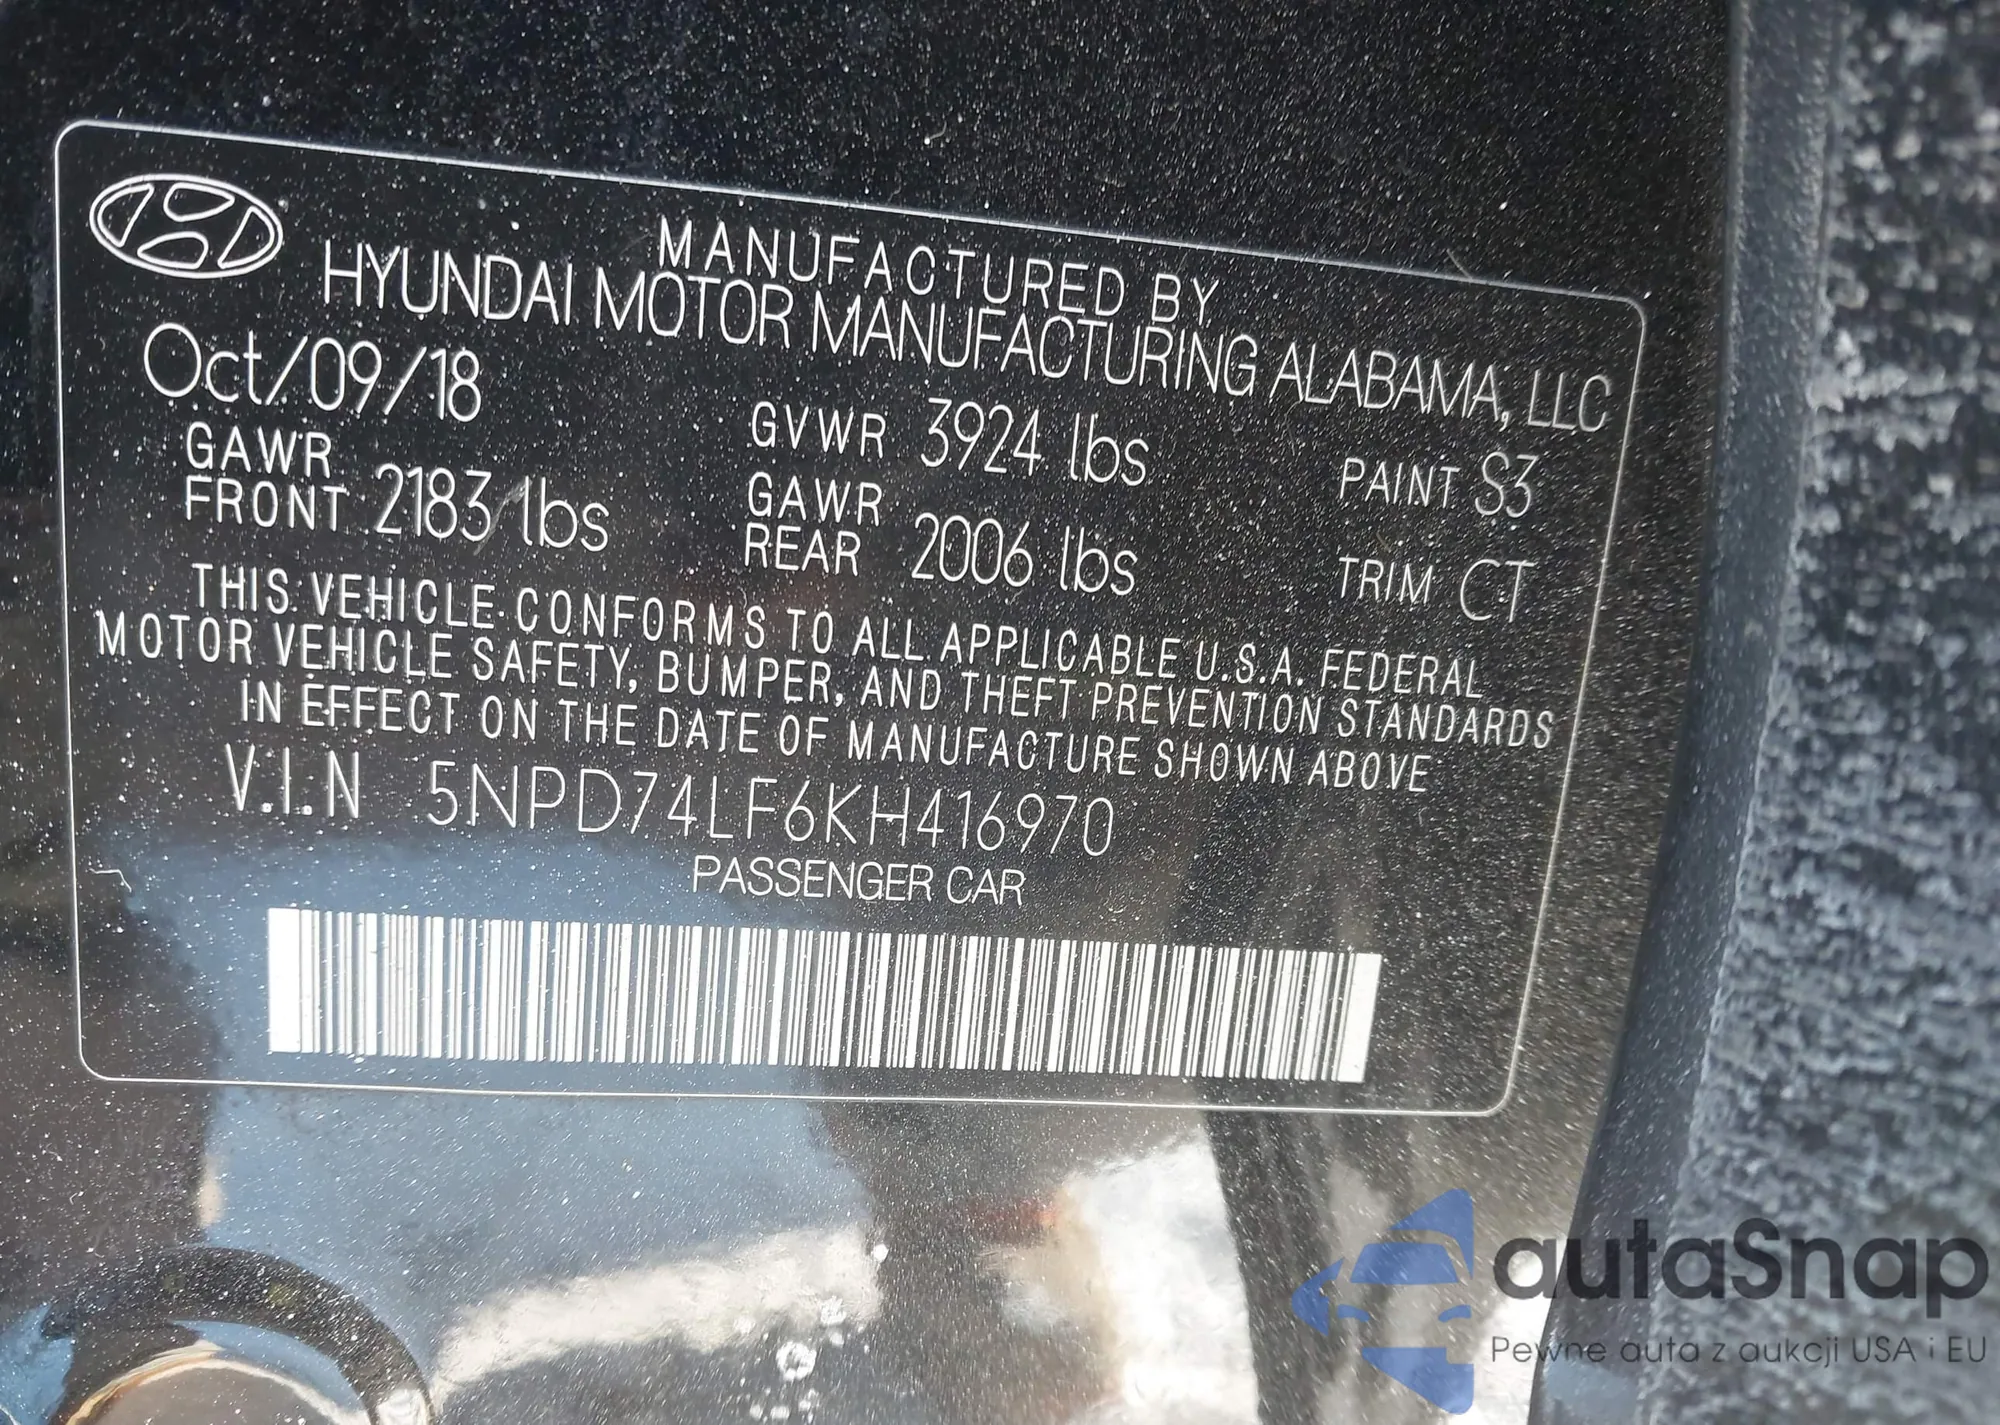 MANUFACTURED BY
HYUNDAI MOTOR MANUFACTURING ALABAMA, LLC
Oct/09/18 GVWR 3924 lbs PAINT S3
GAWR FRONT 2183 lbs GAWR REAR 2006 lbs TRIM CT
THIS VEHICLE CONFORMS TO ALL APPLICABLE U.S.A. FEDERAL
MOTOR VEHICLE SAFETY, BUMPER, AND THEFT PREVENTION STANDARDS
IN EFFECT ON THE DATE OF MANUFACTURE SHOWN ABOVE
V.I.N 5NPD74LF6KH416970
PASSENGER CAR
autaSnap
Pewne auta z aukcji USA i EU